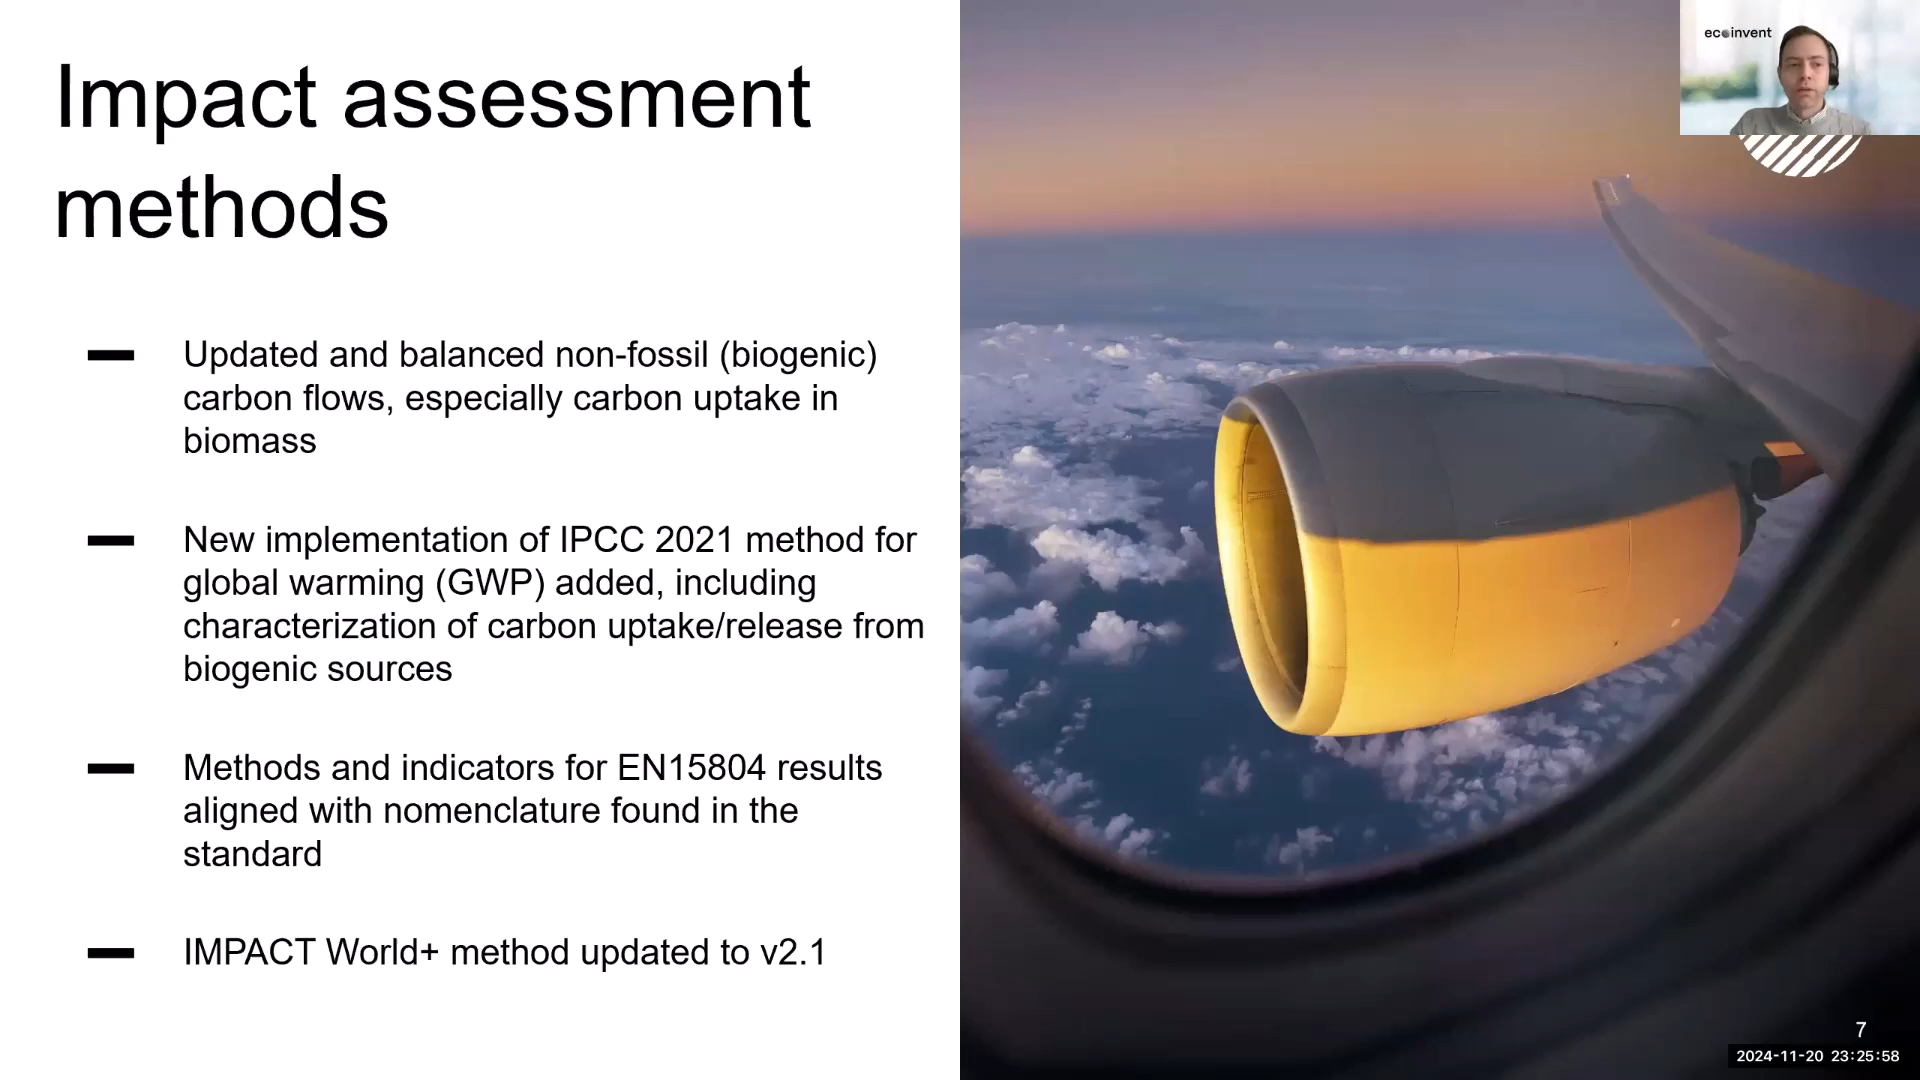 Impact assessment
methods
Updated and balanced non-fossil (biogenic)
carbon flows, especially carbon uptake in
biomass
New implementation of IPCC 2021 method for
global warming (GWP) added, including
characterization of carbon uptake/release from
biogenic sources
Methods and indicators for EN15804 results
aligned with nomenclature found in the
standard
IMPACT World+ method updated to v2.1
ecoinvent
7
2024-11-20 23:25:58